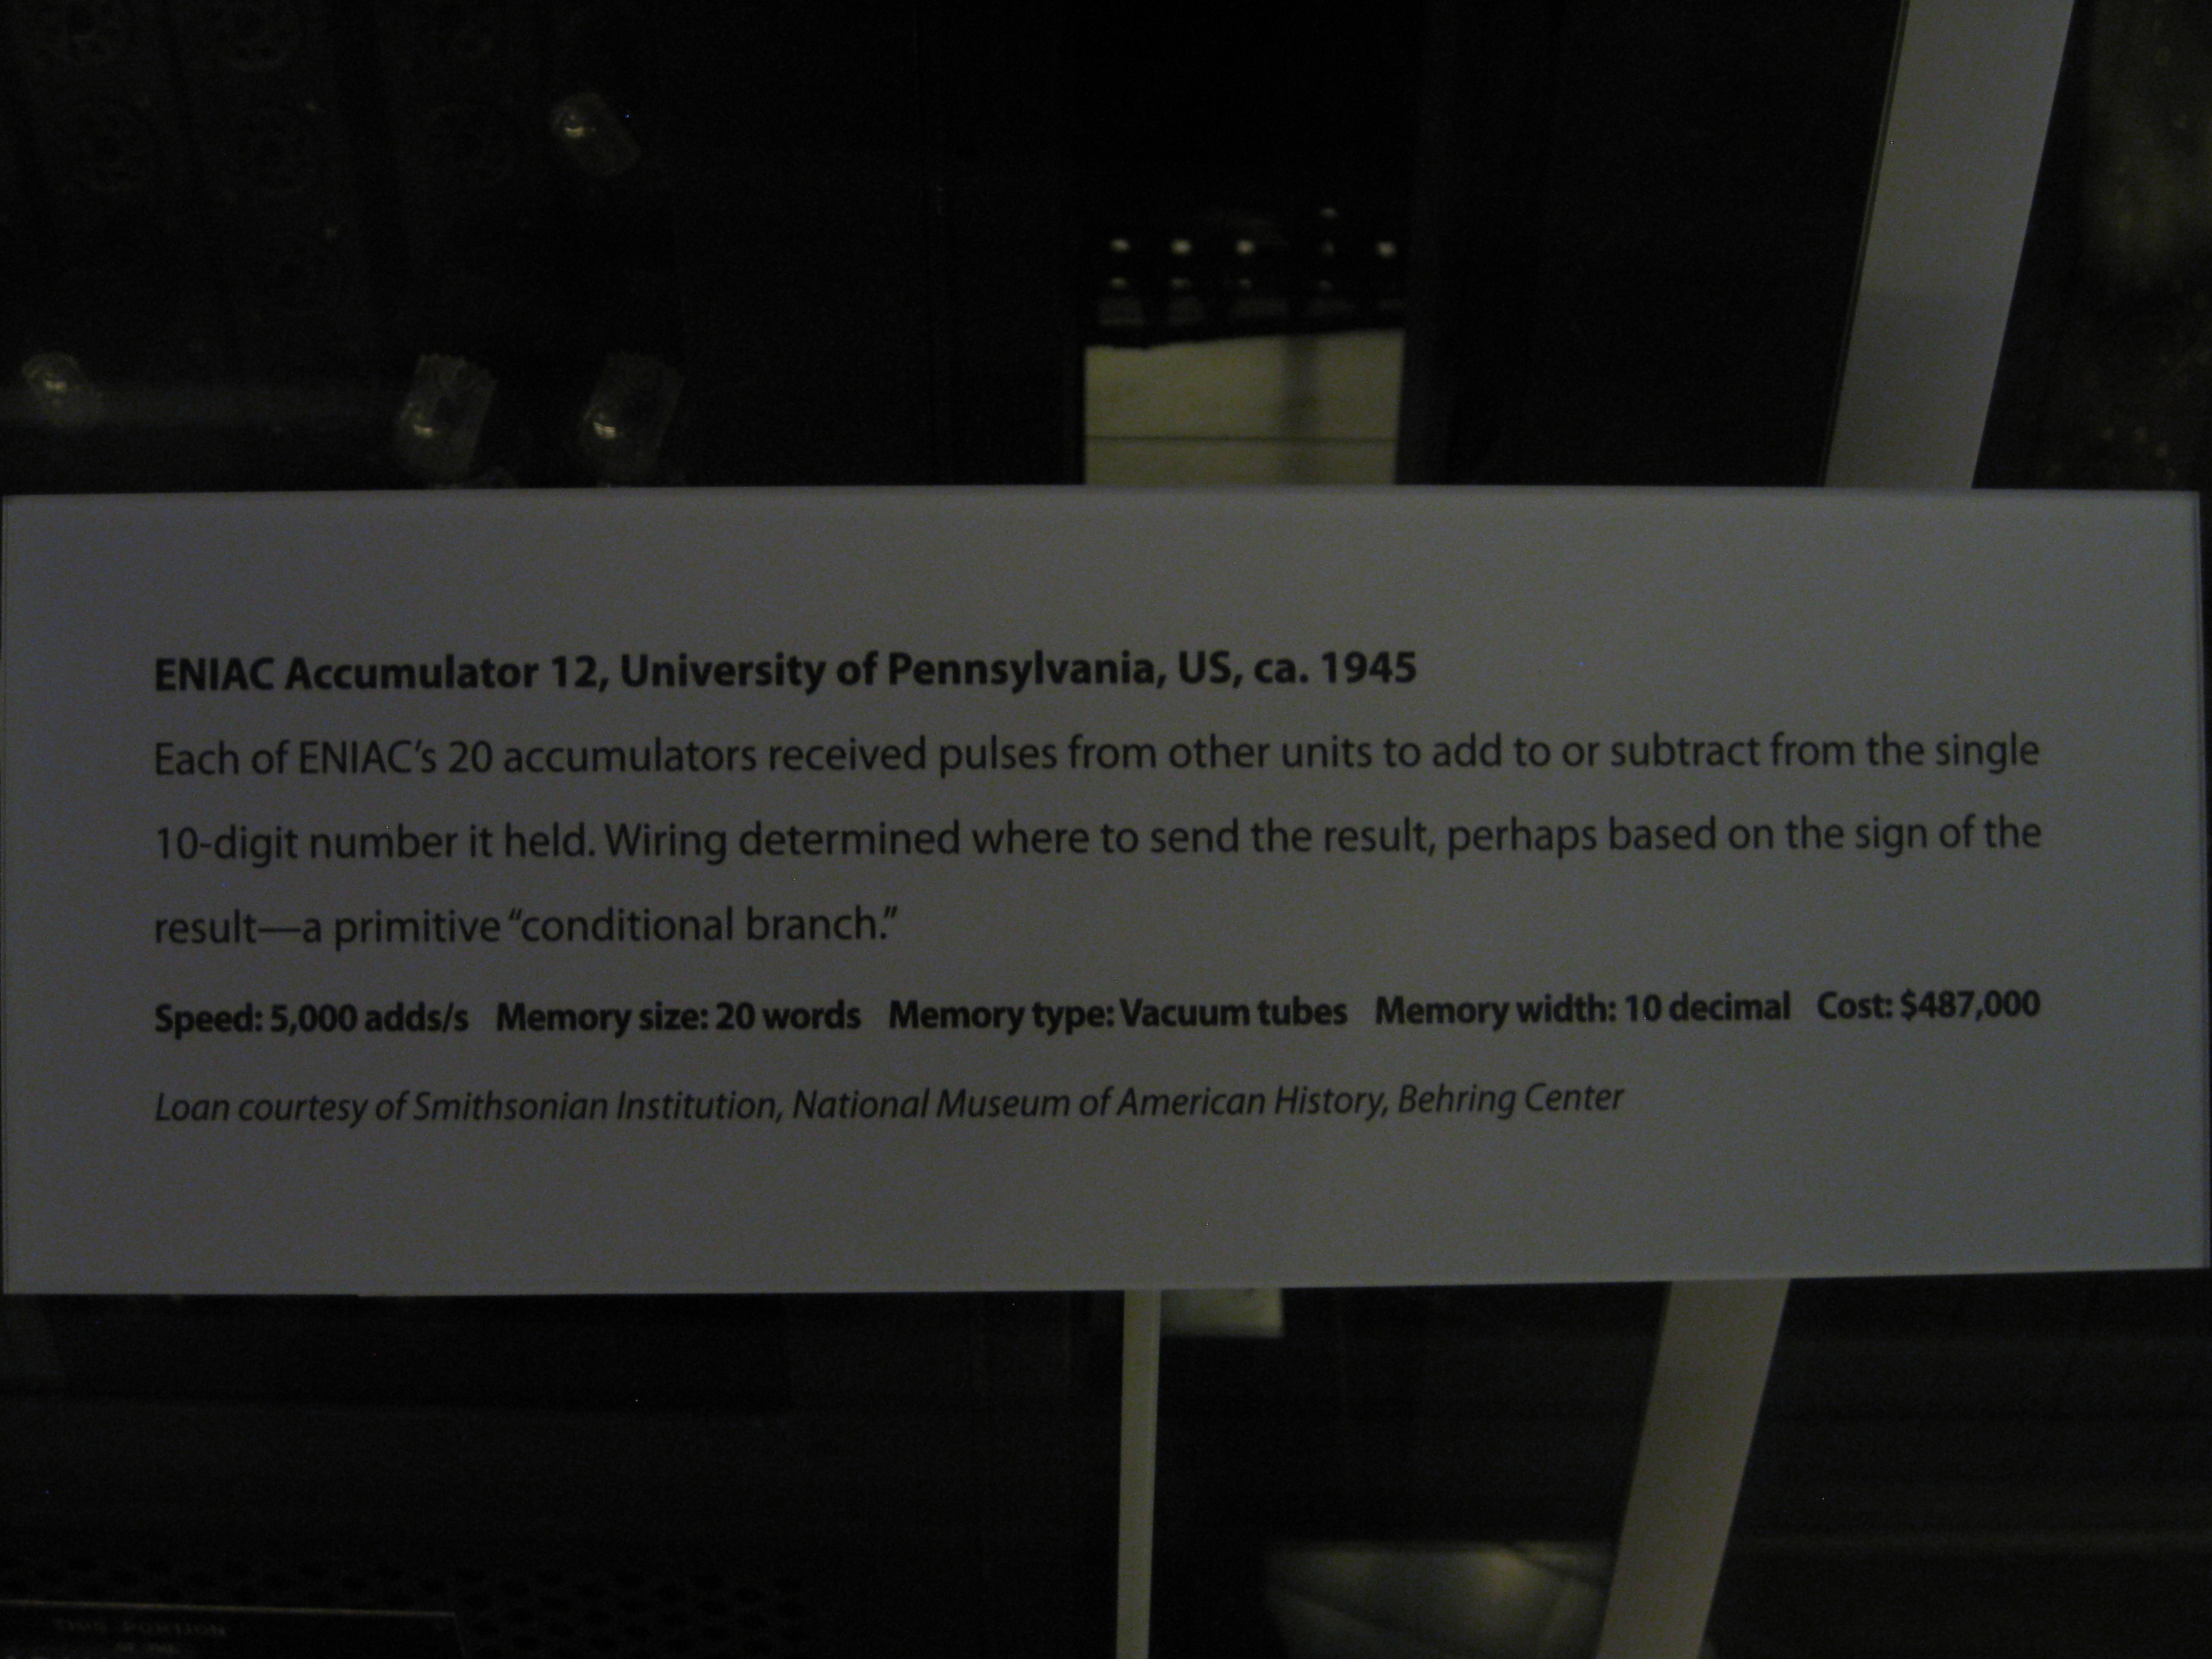 ENIAC Accumulator 12, University of Pennsylvania, US, ca. 1945
Each of ENIAC’s 20 accumulators received pulses from other units to add to or subtract from the single
10-digit number it held. Wiring determined where to send the result, perhaps based on the sign of the
result—a primitive “conditional branch.”
Speed: 5,000 adds/s Memory size: 20 words Memory type: Vacuum tubes Memory width: 10 decimal Cost: $487,000
Loan courtesy of Smithsonian Institution, National Museum of American History, Behring Center
THIS PORTION
OF THE